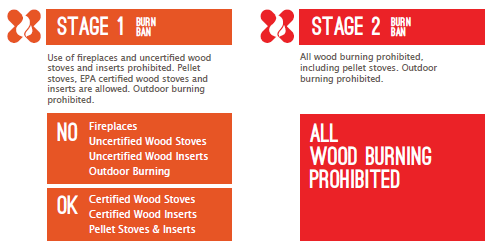 STAGE 1 BURN BAN
Use of fireplaces and uncertified wood
stoves and inserts prohibited. Pellet
stoves, EPA certified wood stoves and
inserts are allowed. Outdoor burning
prohibited.
NO
Fireplaces
Uncertified Wood Stoves
Uncertified Wood Inserts
Outdoor Burning
OK
Certified Wood Stoves
Certified Wood Inserts
Pellet Stoves & Inserts
STAGE 2 BURN BAN
All wood burning prohibited,
including pellet stoves. Outdoor
burning prohibited.
ALL
WOOD BURNING
PROHIBITED